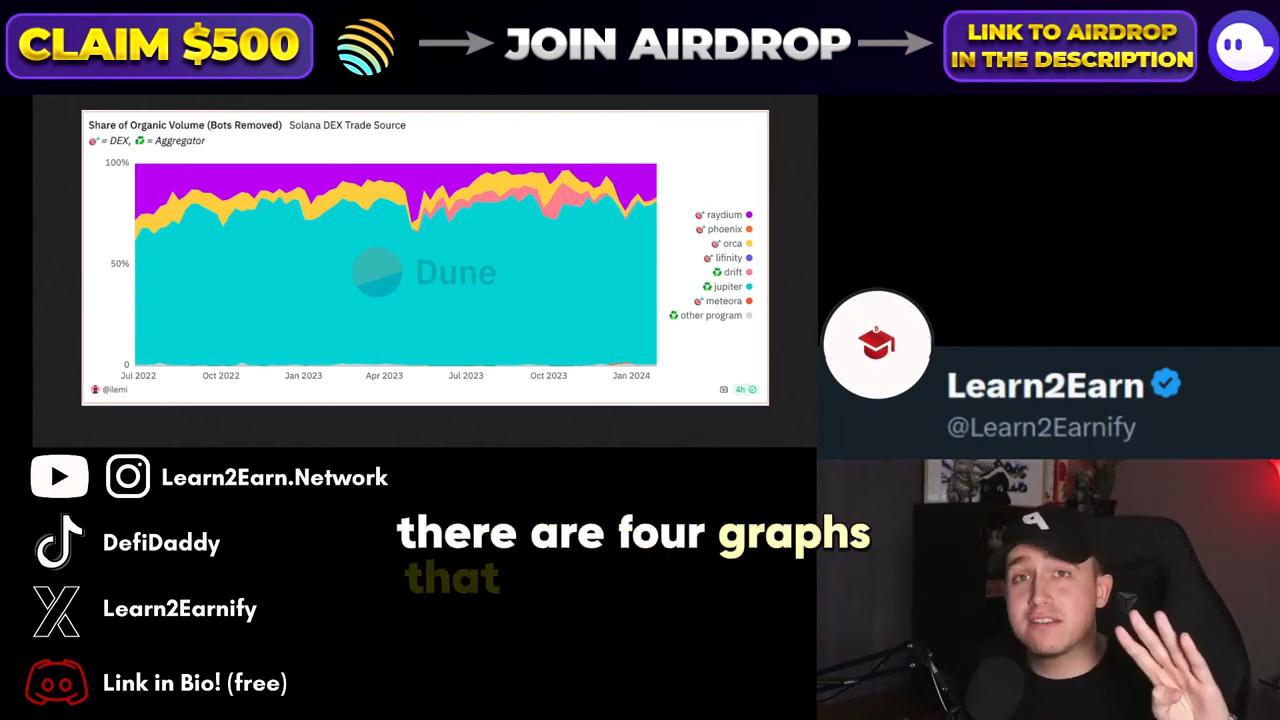 CLAIM $500
JOIN AIRDROP
LINK TO AIRDROP
IN THE DESCRIPTION
Share of Organic Volume (Bots Removed) Solana DEX Trade Source
= DEX, = Aggregator
100%
50%
0
Dune
raydium
phoenix
orca
lifinity
drift
jupiter
meteora
other program
Jul 2022 Oct 2022 Jan 2023 Apr 2023 Jul 2023 Oct 2023 Jan 2024
@ilemi
4h
Learn2Earn
@Learn2Earnify
Learn2Earn.Network
DefiDaddy
Learn2Earnify
Link in Bio! (free)
there are four graphs
that